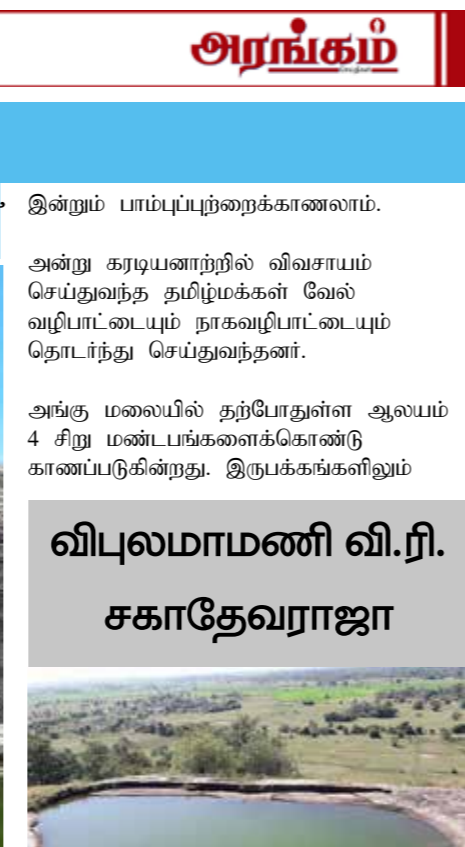 அரங்கம்
இன்றும் பாம்புப்புற்றைக்காணலாம்.
அன்று கரடியனாற்றில் விவசாயம்
செய்துவந்த தமிழ்மக்கள் வேல்
வழிபாட்டையும் நாகவழிபாட்டையும்
தொடர்ந்து செய்துவந்தனர்.
அங்கு மலையில் தற்போதுள்ள ஆலயம்
4 சிறு மண்டபங்களைக்கொண்டு
காணப்படுகின்றது. இருபக்கங்களிலும்
விபுலமாமணி வி.ரி.
சகாதேவராஜா